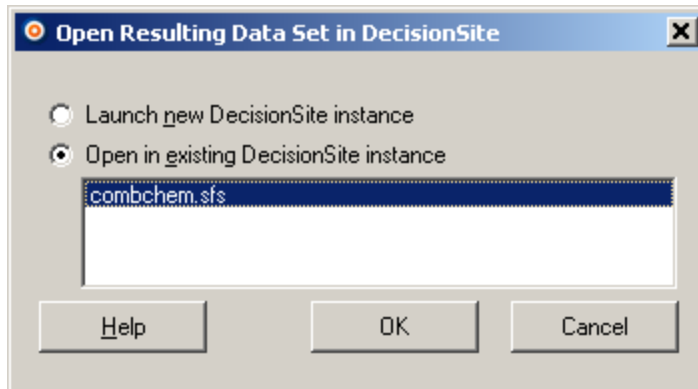 Open Resulting Data Set in DecisionSite
Launch new DecisionSite instance
Open in existing DecisionSite instance
combchem.sfs
Help OK Cancel